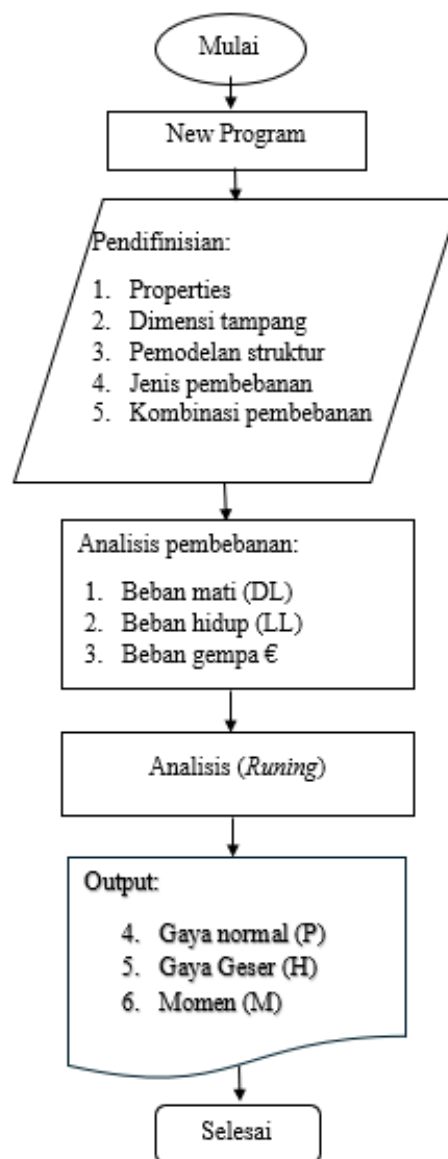 Mulai
New Program
Pendifinisian:
1. Properties
2. Dimensi tampang
3. Pemodelan struktur
4. Jenis pembebanan
5. Kombinasi pembebanan
Analisis pembebanan:
1. Beban mati (DL)
2. Beban hidup (LL)
3. Beban gempa €
Analisis (Runing)
Output:
4. Gaya normal (P)
5. Gaya Geser (H)
6. Momen (M)
Selesai